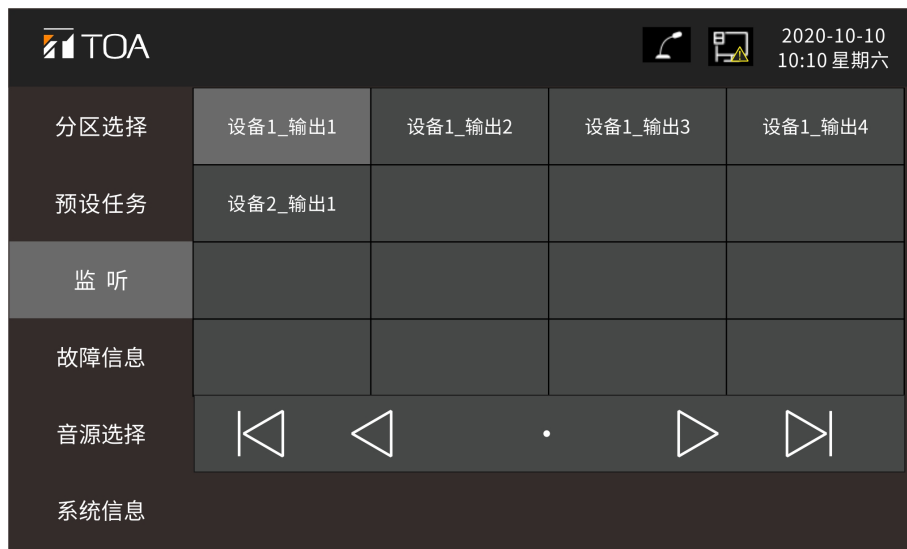 TOA
2020-10-10
10:10 星期六
分区选择
设备1_输出1
设备1_输出2
设备1_输出3
设备1_输出4
预设任务
设备2_输出1
监 听
故障信息
音源选择
系统信息